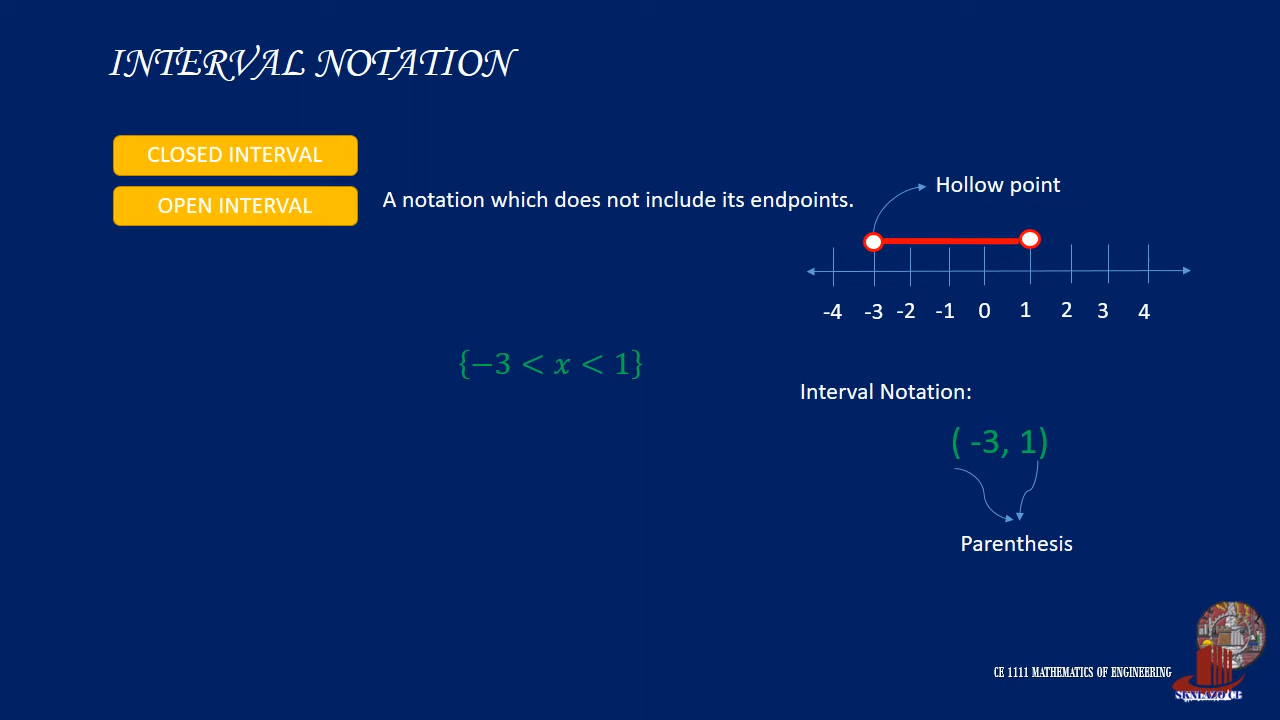 INTERVAL NOTATION
CLOSED INTERVAL
OPEN INTERVAL
A notation which does not include its endpoints.
Hollow point
-4 -3 -2 -1 0 1 2 3 4
{−3 < x < 1}
Interval Notation:
( -3, 1)
Parenthesis
CE 1111 MATHEMATICS OF ENGINEERING